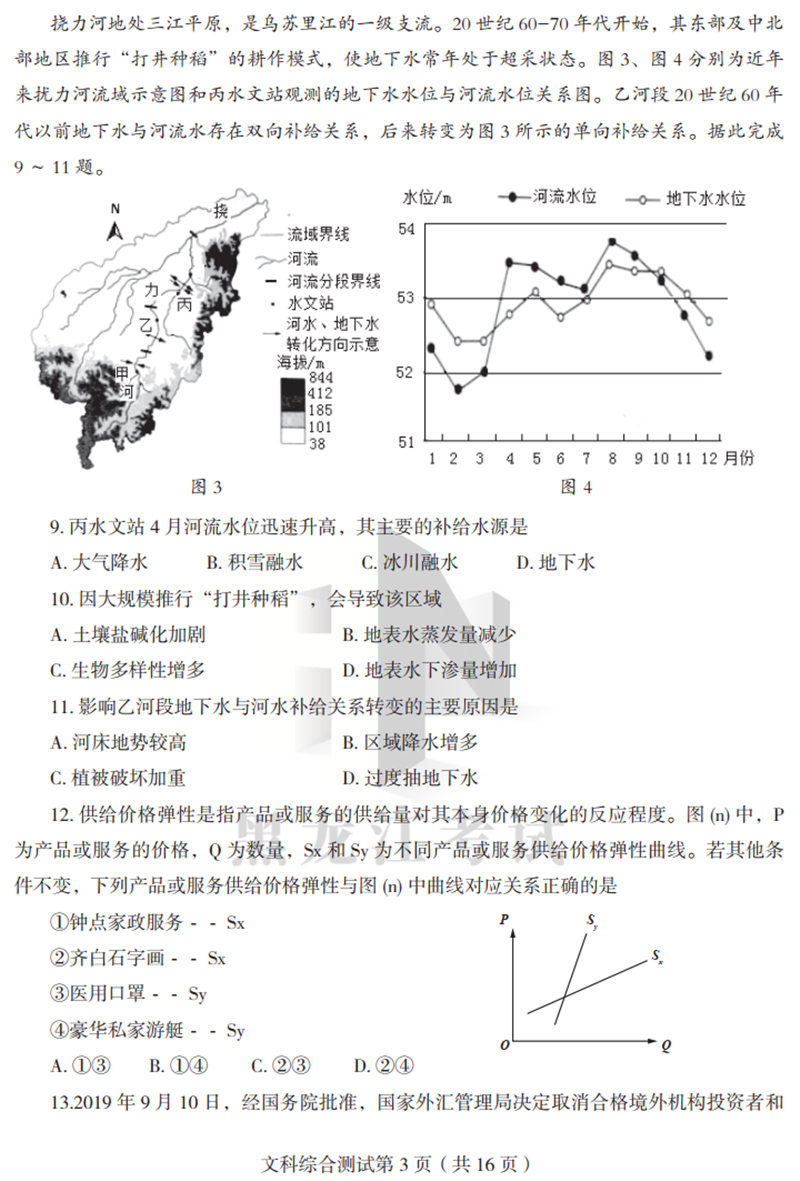 挠力河地处三江平原，是乌苏里江的一级支流。20 世纪 60-70 年代开始，其东部及中北
部地区推行“打井种稻”的耕作模式，使地下水常年处于超采状态。图 3、图 4 分别为近年
来挠力河流域示意图和丙水文站观测的地下水水位与河流水位关系图。乙河段 20 世纪 60 年
代以前地下水与河流水存在双向补给关系，后来转变为图 3 所示的单向补给关系。据此完成
9 ~ 11 题。
N
挠
力
丙
乙
甲
河
流域界线
河流
河流分段界线
水文站
河水、地下水
转化方向示意
海拔/m
844
412
185
101
38
图 3
水位/m
河流水位
地下水水位
54
53
52
51
1 2 3 4 5 6 7 8 9 10 11 12 月份
图 4
9. 丙水文站 4 月河流水位迅速升高，其主要的补给水源是
A. 大气降水 B. 积雪融水 C. 冰川融水 D. 地下水
10. 因大规模推行“打井种稻”，会导致该区域
A. 土壤盐碱化加剧 B. 地表水蒸发量减少
C. 生物多样性增多 D. 地表水下渗量增加
11. 影响乙河段地下水与河水补给关系转变的主要原因是
A. 河床地势较高 B. 区域降水增多
C. 植被破坏加重 D. 过度抽地下水
12. 供给价格弹性是指产品或服务的供给量对其本身价格变化的反应程度。图 (n) 中，P
为产品或服务的价格，Q 为数量，Sx 和 Sy 为不同产品或服务供给价格弹性曲线。若其他条
件不变，下列产品或服务供给价格弹性与图 (n) 中曲线对应关系正确的是
①钟点家政服务 - - Sx
②齐白石字画 - - Sx
③医用口罩 - - Sy
④豪华私家游艇 - - Sy
A. ①③ B. ①④ C. ②③ D. ②④
P
Sy
Sx
O
Q
黑龙江考试
13.2019 年 9 月 10 日，经国务院批准，国家外汇管理局决定取消合格境外机构投资者和
文科综合测试第 3 页（共 16 页）